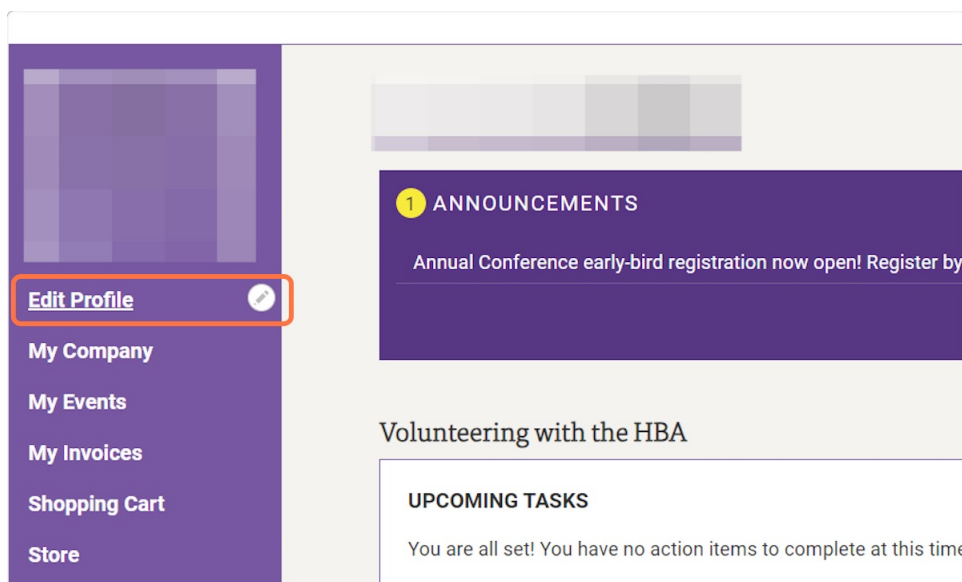 Edit Profile
My Company
My Events
My Invoices
Shopping Cart
Store
1 ANNOUNCEMENTS
Annual Conference early-bird registration now open! Register by
Volunteering with the HBA
UPCOMING TASKS
You are all set! You have no action items to complete at this time